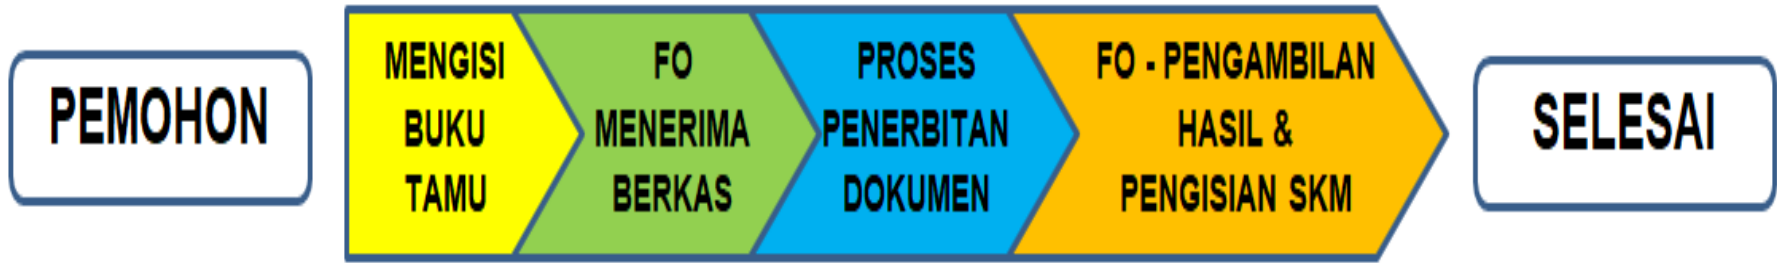 PEMOHON
MENGISI
BUKU
TAMU
FO
MENERIMA
BERKAS
PROSES
PENERBITAN
DOKUMEN
FO - PENGAMBILAN
HASIL &
PENGISIAN SKM
SELESAI